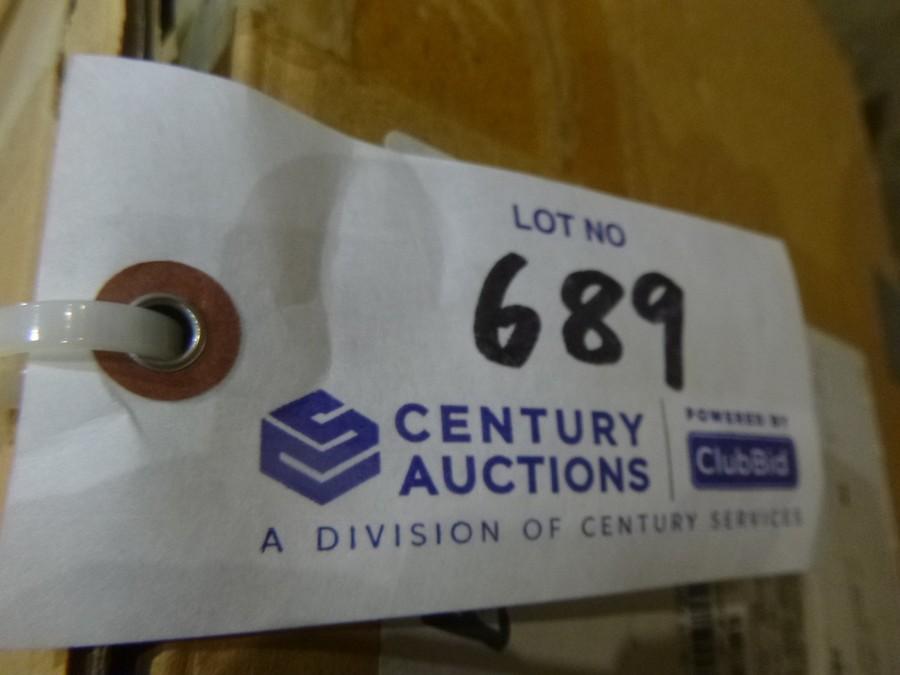 LOT NO
689
CENTURY
AUCTIONS
POWERED BY
ClubBid
A DIVISION OF CENTURY SERVICES